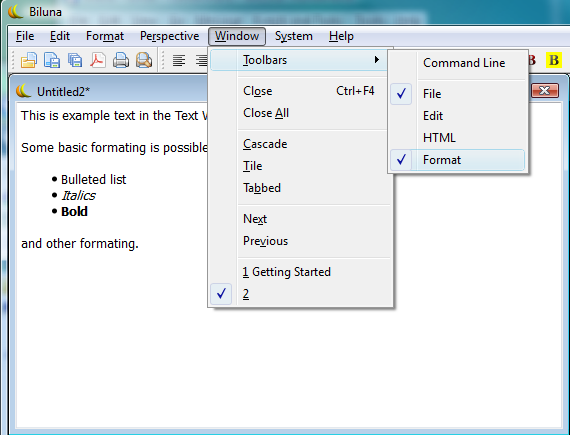 Biluna
File Edit Format Perspective Window System Help
B B
Untitled2*
This is example text in the Text W
Some basic formating is possible
• Bulleted list
• Italics
• Bold
and other formating.
Toolbars
Close Ctrl+F4
Close All
Cascade
Tile
Tabbed
Next
Previous
1 Getting Started
2
Command Line
File
Edit
HTML
Format